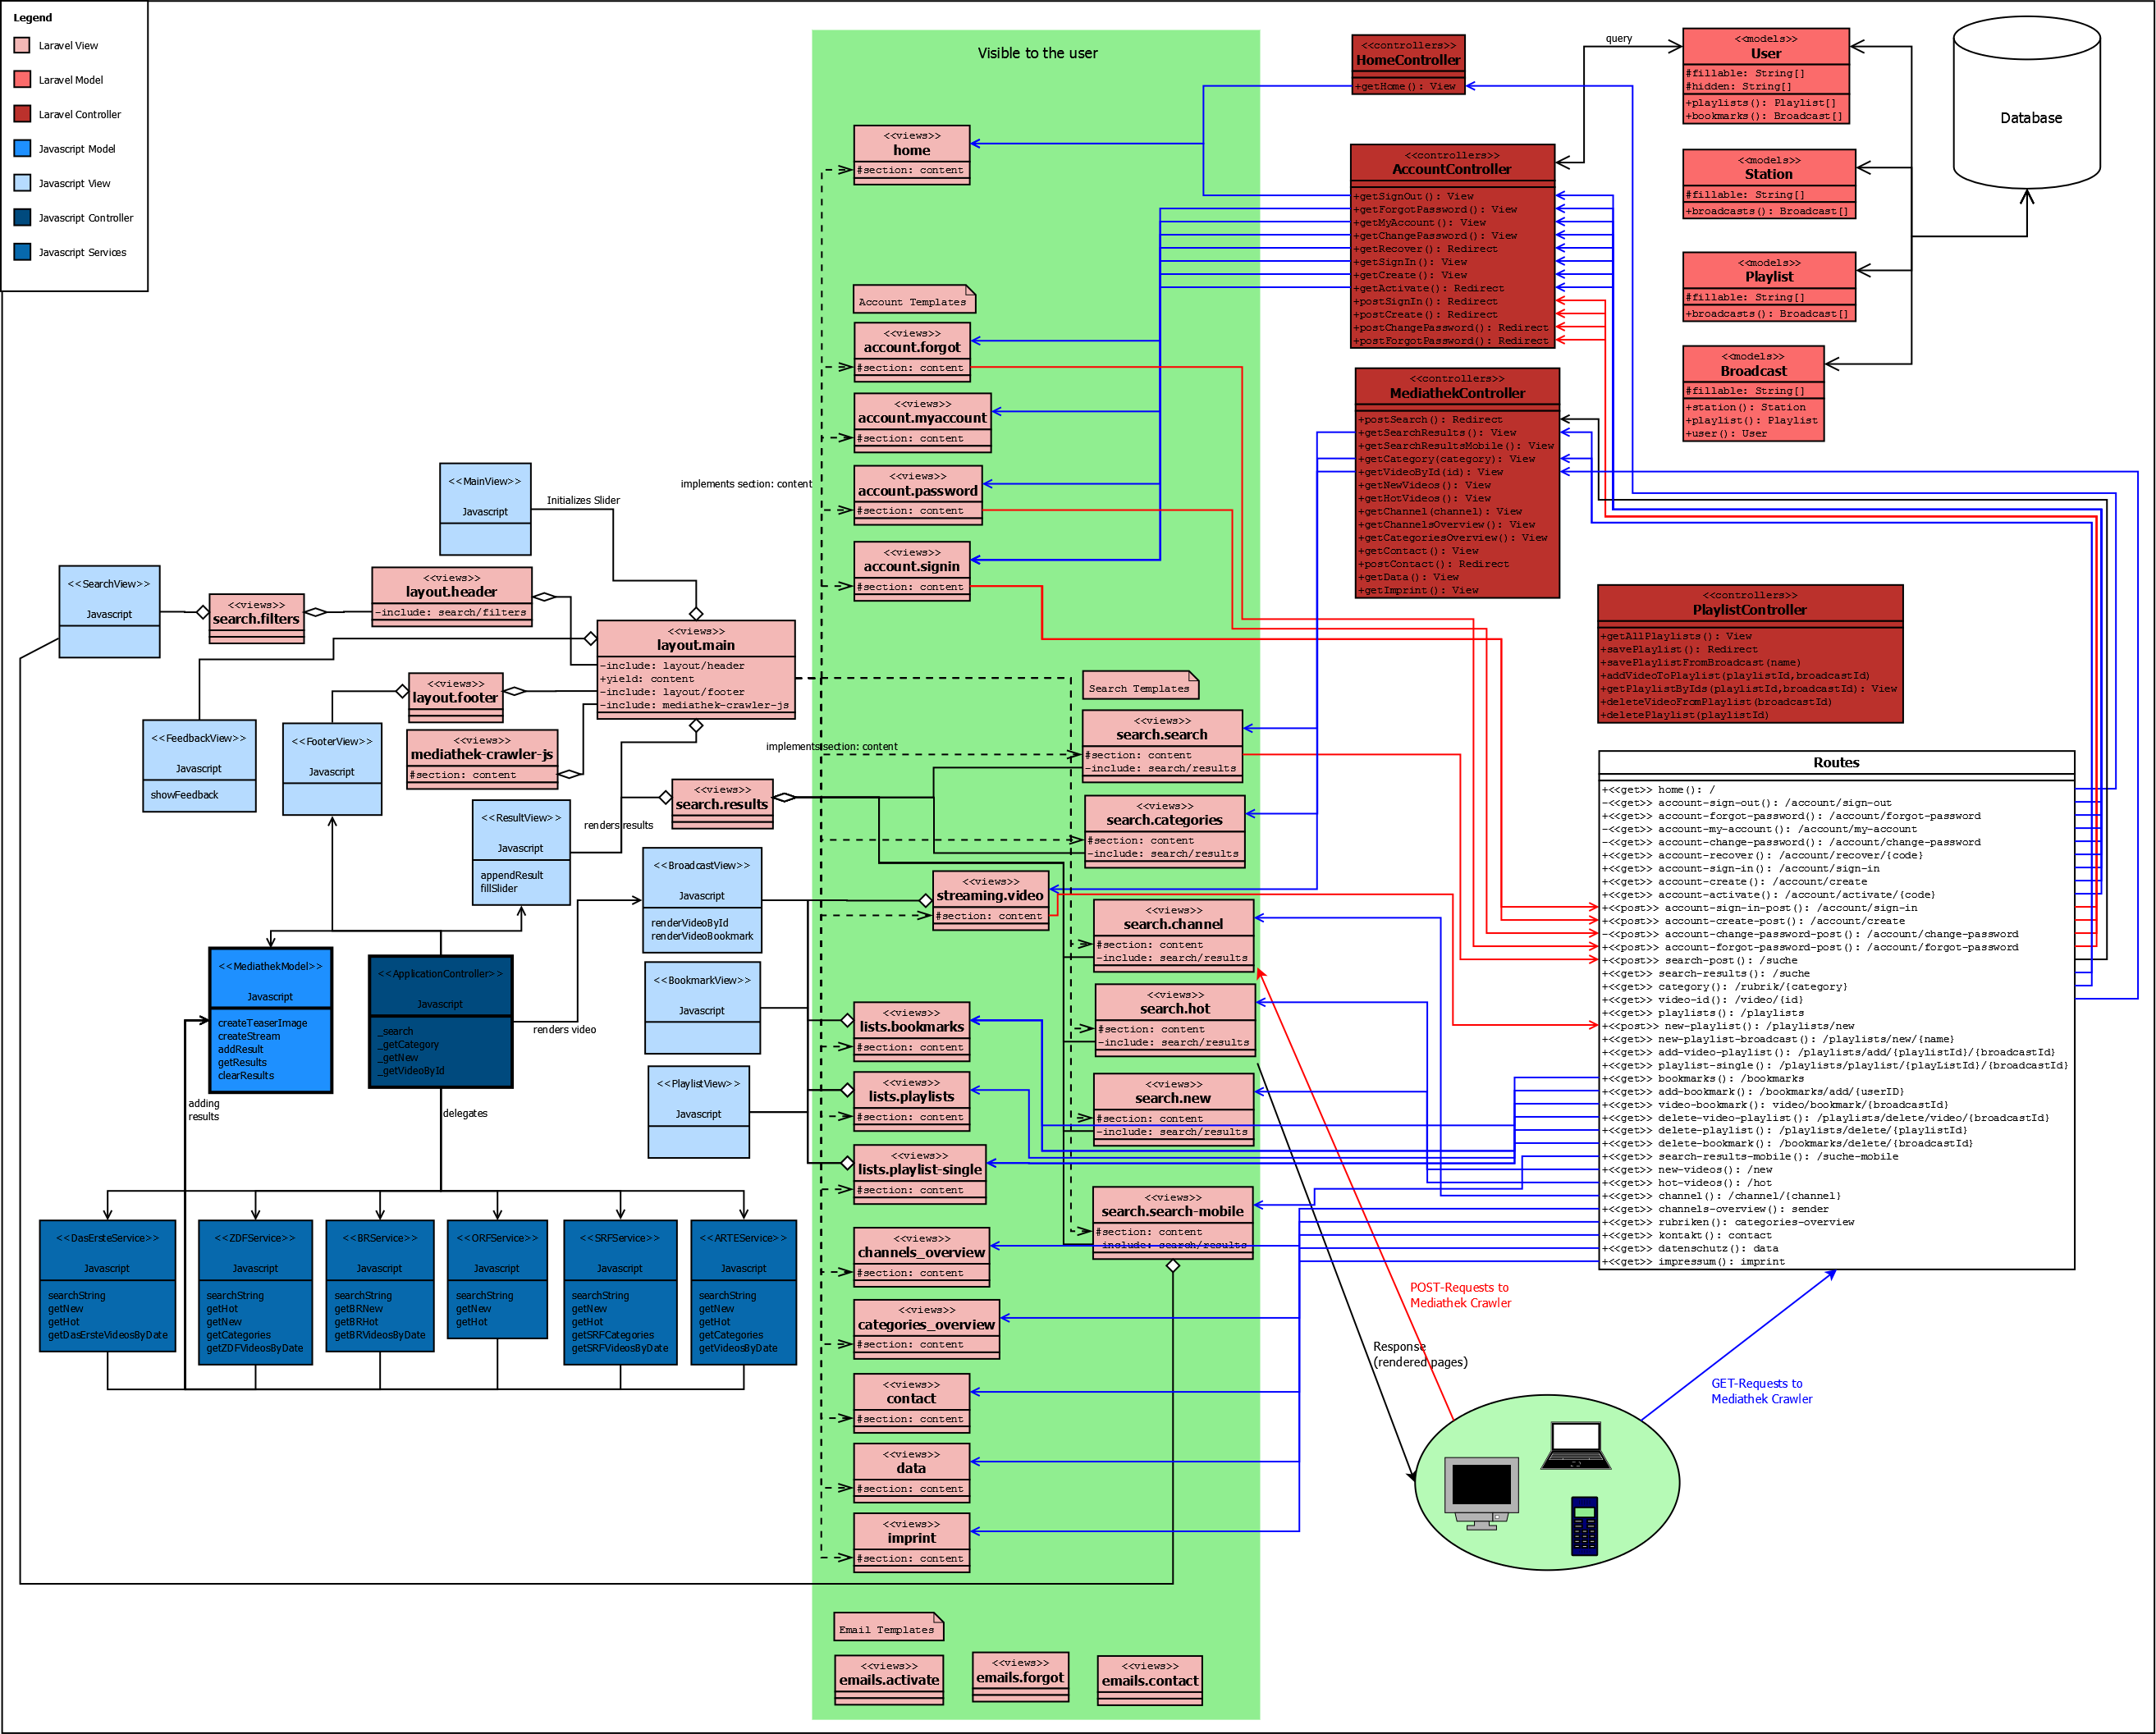 Legend
Laravel View
Laravel Model
Laravel Controller
Javascript Model
Javascript View
Javascript Controller
Javascript Services
Visible to the user
<<views>>
home
#section: content
Account Templates
<<views>>
account.forgot
#section: content
<<views>>
account.myaccount
#section: content
<<views>>
account.password
#section: content
<<views>>
account.signin
#section: content
implements section: content
<<controllers>>
HomeController
+getHome(): View
<<controllers>>
AccountController
+getSignOut(): View
+getForgotPassword(): View
+getMyAccount(): View
+getChangePassword(): View
+getRecover(): Redirect
+getSignIn(): View
+getCreate(): View
+getActivate(): Redirect
+postSignIn(): Redirect
+postCreate(): Redirect
+postChangePassword(): Redirect
+postForgotPassword(): Redirect
<<controllers>>
MediathekController
+postSearch(): Redirect
+getSearchResults(): View
+getSearchResultsMobile(): View
+getCategory(category): View
+getVideoById(id): View
+getNewVideos(): View
+getHotVideos(): View
+getChannel(channel): View
+getChannelsOverview(): View
+getCategoriesOverview(): View
+getContact(): View
+postContact(): Redirect
+getData(): View
+getImprint(): View
query
<<models>>
User
#fillable: String[]
#hidden: String[]
+playlists(): Playlist[]
+bookmarks(): Broadcast[]
<<models>>
Station
#fillable: String[]
+broadcasts(): Broadcast[]
<<models>>
Playlist
#fillable: String[]
+broadcasts(): Broadcast[]
<<models>>
Broadcast
#fillable: String[]
+station(): Station
+playlist(): Playlist
+user(): User
Database
<<controllers>>
PlaylistController
+getAllPlaylists(): View
+savePlaylist(): Redirect
+savePlaylistFromBroadcast(name)
+addVideoToPlaylist(playlistId,broadcastId)
+getPlaylistByIds(playlistId,broadcastId): View
+deleteVideoFromPlaylist(broadcastId)
+deletePlaylist(playlistId)
<<MainView>>
Javascript
Initializes Slider
<<SearchView>>
Javascript
<<views>>
search.filters
<<views>>
layout.header
-include: search/filters
<<views>>
layout.main
-include: layout/header
+yield: content
-include: layout/footer
-include: mediathek-crawler-js
<<views>>
layout.footer
<<views>>
mediathek-crawler-js
#section: content
<<FeedbackView>>
Javascript
showFeedback
<<FooterView>>
Javascript
<<ResultView>>
Javascript
appendResult
fillSlider
renders results
<<views>>
search.results
implements section: content
<<BroadcastView>>
Javascript
renderVideoById
renderVideoBookmark
<<BookmarkView>>
Javascript
<<PlaylistView>>
Javascript
<<MediathekModel>>
Javascript
createTeaserImage
createStream
addResult
getResults
clearResults
<<ApplicationController>>
Javascript
_search
_getCategory
_getNew
_getVideoById
renders video
adding
results
delegates
<<DasErsteService>>
Javascript
searchString
getNew
getHot
getDasErsteVideosByDate
<<ZDFService>>
Javascript
searchString
getHot
getNew
getCategories
getZDFVideosByDate
<<BRService>>
Javascript
searchString
getBRNew
getBRHot
getBRVideosByDate
<<ORFService>>
Javascript
searchString
getNew
getHot
<<SRFService>>
Javascript
searchString
getNew
getHot
getSRFCategories
getSRFVideosByDate
<<ARTEService>>
Javascript
searchString
getNew
getHot
getCategories
getVideosByDate
Search Templates
<<views>>
search.search
#section: content
-include: search/results
<<views>>
search.categories
#section: content
-include: search/results
<<views>>
streaming.video
#section: content
<<views>>
search.channel
#section: content
-include: search/results
<<views>>
search.hot
#section: content
-include: search/results
<<views>>
search.new
#section: content
-include: search/results
<<views>>
search.search-mobile
#section: content
-include: search/results
<<views>>
lists.bookmarks
#section: content
<<views>>
lists.playlists
#section: content
<<views>>
lists.playlist-single
#section: content
<<views>>
channels_overview
#section: content
<<views>>
categories_overview
#section: content
<<views>>
contact
#section: content
<<views>>
data
#section: content
<<views>>
imprint
#section: content
Email Templates
<<views>>
emails.activate
<<views>>
emails.forgot
<<views>>
emails.contact
Routes
+<<get>> home(): /
-<<get>> account-sign-out(): /account/sign-out
+<<get>> account-forgot-password(): /account/forgot-password
-<<get>> account-my-account(): /account/my-account
-<<get>> account-change-password(): /account/change-password
+<<get>> account-recover(): /account/recover/{code}
+<<get>> account-sign-in(): /account/sign-in
+<<get>> account-create(): /account/create
+<<get>> account-activate(): /account/activate/{code}
+<<post>> account-sign-in-post(): /account/sign-in
+<<post>> account-create-post(): /account/create
-<<post>> account-change-password-post(): /account/change-password
+<<post>> account-forgot-password-post(): /account/forgot-password
+<<post>> search-post(): /suche
+<<get>> search-results(): /suche
+<<get>> category(): /rubrik/{category}
+<<get>> video-id(): /video/{id}
+<<get>> playlists(): /playlists
+<<post>> new-playlist(): /playlists/new
+<<get>> new-playlist-broadcast(): /playlists/new/{name}
+<<get>> add-video-playlist(): /playlists/add/{playlistId}/{broadcastId}
+<<get>> playlist-single(): /playlists/playlist/{playListId}/{broadcastId}
+<<get>> bookmarks(): /bookmarks
+<<get>> add-bookmark(): /bookmarks/add/{userID}
+<<get>> video-bookmark(): video/bookmark/{broadcastId}
+<<get>> delete-video-playlist(): /playlists/delete/video/{broadcastId}
+<<get>> delete-playlist(): /playlists/delete/{playlistId}
+<<get>> delete-bookmark(): /bookmarks/delete/{broadcastId}
+<<get>> search-results-mobile(): /suche-mobile
+<<get>> new-videos(): /new
+<<get>> hot-videos(): /hot
+<<get>> channel(): /channel/{channel}
+<<get>> channels-overview(): sender
+<<get>> rubriken(): categories-overview
+<<get>> kontakt(): contact
+<<get>> datenschutz(): data
+<<get>> impressum(): imprint
POST-Requests to
Mediathek Crawler
Response
(rendered pages)
GET-Requests to
Mediathek Crawler